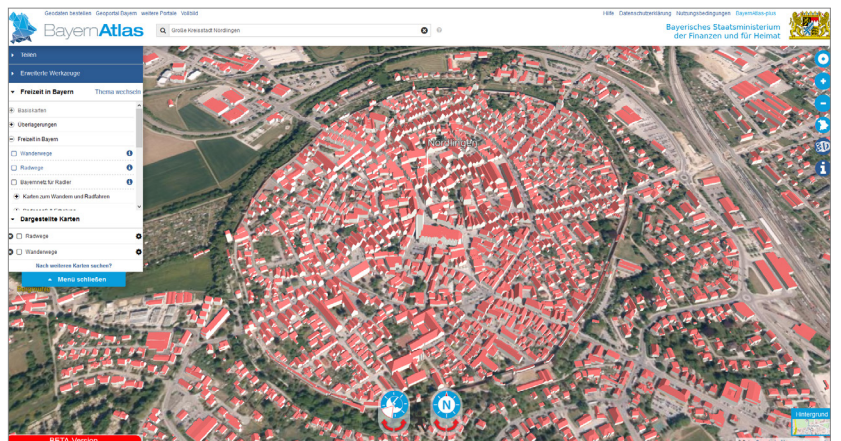 Geodaten bestellen Geoportal Bayern weitere Portale Vollbild
Hilfe Datenschutzerklärung Nutzungsbedingungen BayernAtlas-plus
BayernAtlas
Große Kreisstadt Nördlingen
Bayerisches Staatsministerium
der Finanzen und für Heimat
Teilen
Erweiterte Werkzeuge
Freizeit in Bayern Thema wechseln
Basiskarten
Überlagerungen
Freizeit in Bayern
Wanderwege
Radwege
Bayernnetz für Radler
Karten zum Wandern und Radfahren
Dargestellte Karten
Radwege
Wanderwege
Nach weiteren Karten suchen?
Menü schließen
Nördlingen
3D
N
Hintergrund
BETA Version